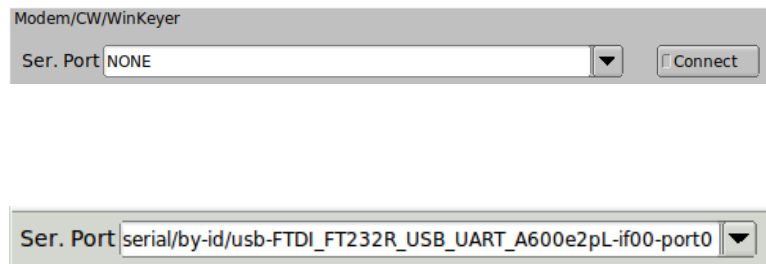 Modem/CW/WinKeyer
Ser. Port NONE Connect
Ser. Port serial/by-id/usb-FTDI_FT232R_USB_UART_A600e2pL-if00-port0